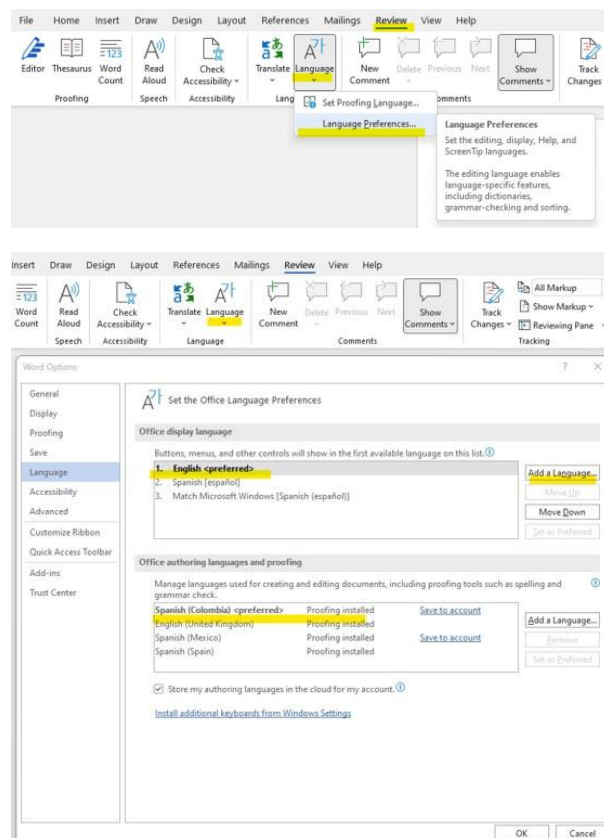 File Home Insert Draw Design Layout References Mailings Review View Help
Editor Thesaurus Word Count Read Aloud Check Accessibility Translate Language New Comment Delete Previous Next Show Comments Track Changes
Proofing Speech Accessibility Lang omments
Set Proofing Language...
Language Preferences...
Language Preferences
Set the editing, display, Help, and
ScreenTip languages.
The editing language enables
language-specific features,
including dictionaries,
grammar-checking and sorting.
Insert Draw Design Layout References Mailings Review View Help
Word Count Read Aloud Check Accessibility Translate Language New Comment Delete Previous Next Show Comments Track Changes All Markup
Show Markup
Reviewing Pane
Speech Accessibility Language Comments Tracking
Word Options ? ×
General
Display
Proofing
Save
Language
Accessibility
Advanced
Customize Ribbon
Quick Access Toolbar
Add-ins
Trust Center
Set the Office Language Preferences
Office display language
Buttons, menus, and other controls will show in the first available language on this list.
1. English <preferred>
2. Spanish [español]
3. Match Microsoft Windows [Spanish (español)]
Add a Language...
Move Up
Move Down
Set as Preferred
Office authoring languages and proofing
Manage languages used for creating and editing documents, including proofing tools such as spelling and
grammar check.
Spanish (Colombia) <preferred> Proofing installed Save to account
English (United Kingdom) Proofing installed
Spanish (Mexico) Proofing installed Save to account
Spanish (Spain) Proofing installed
Add a Language...
Remove
Set as Preferred
Store my authoring languages in the cloud for my account.
Install additional keyboards from Windows Settings
OK Cancel